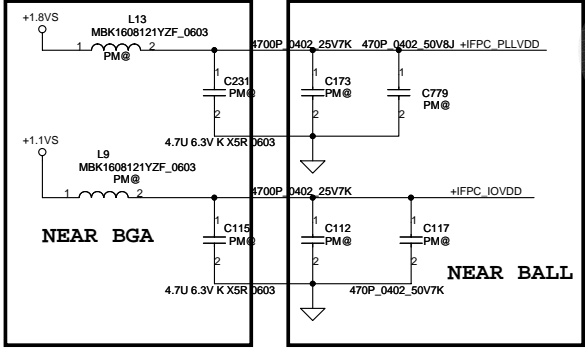 +1.8VS
L13
MBK1608121YZF_0603
1 2
PM@
4700P_0402_25V7K
470P_0402_50V8J
+IFPC_PLLVDD
1
C231
PM@
2
1
C173
PM@
2
1
C779
PM@
2
4.7U 6.3V K X5R 0603
+1.1VS
L9
MBK1608121YZF_0603
PM@
1 2
4700P_0402_25V7K
+IFPC_IOVDD
NEAR BGA
1
C115
PM@
2
1
C112
PM@
2
1
C117
PM@
2
NEAR BALL
4.7U 6.3V K X5R 0603
470P_0402_50V7K